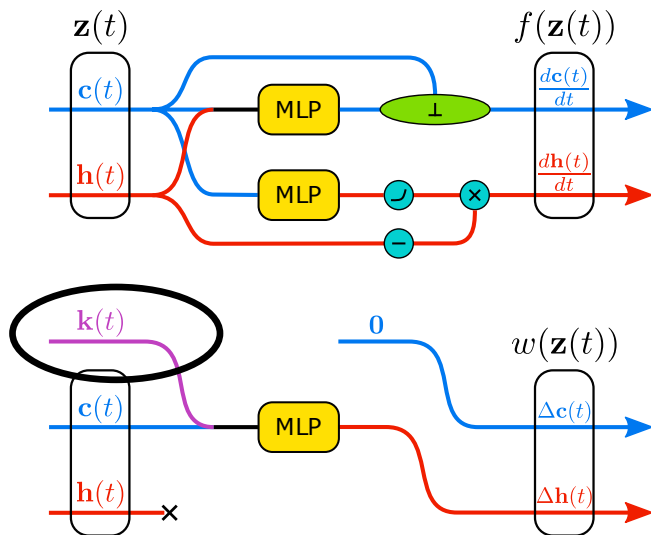 z(t) f(z(t))
c(t) dc(t)/dt
MLP ⊥
h(t) dh(t)/dt
MLP ×
−
k(t) 0 w(z(t))
c(t) Δc(t)
MLP
h(t) × Δh(t)